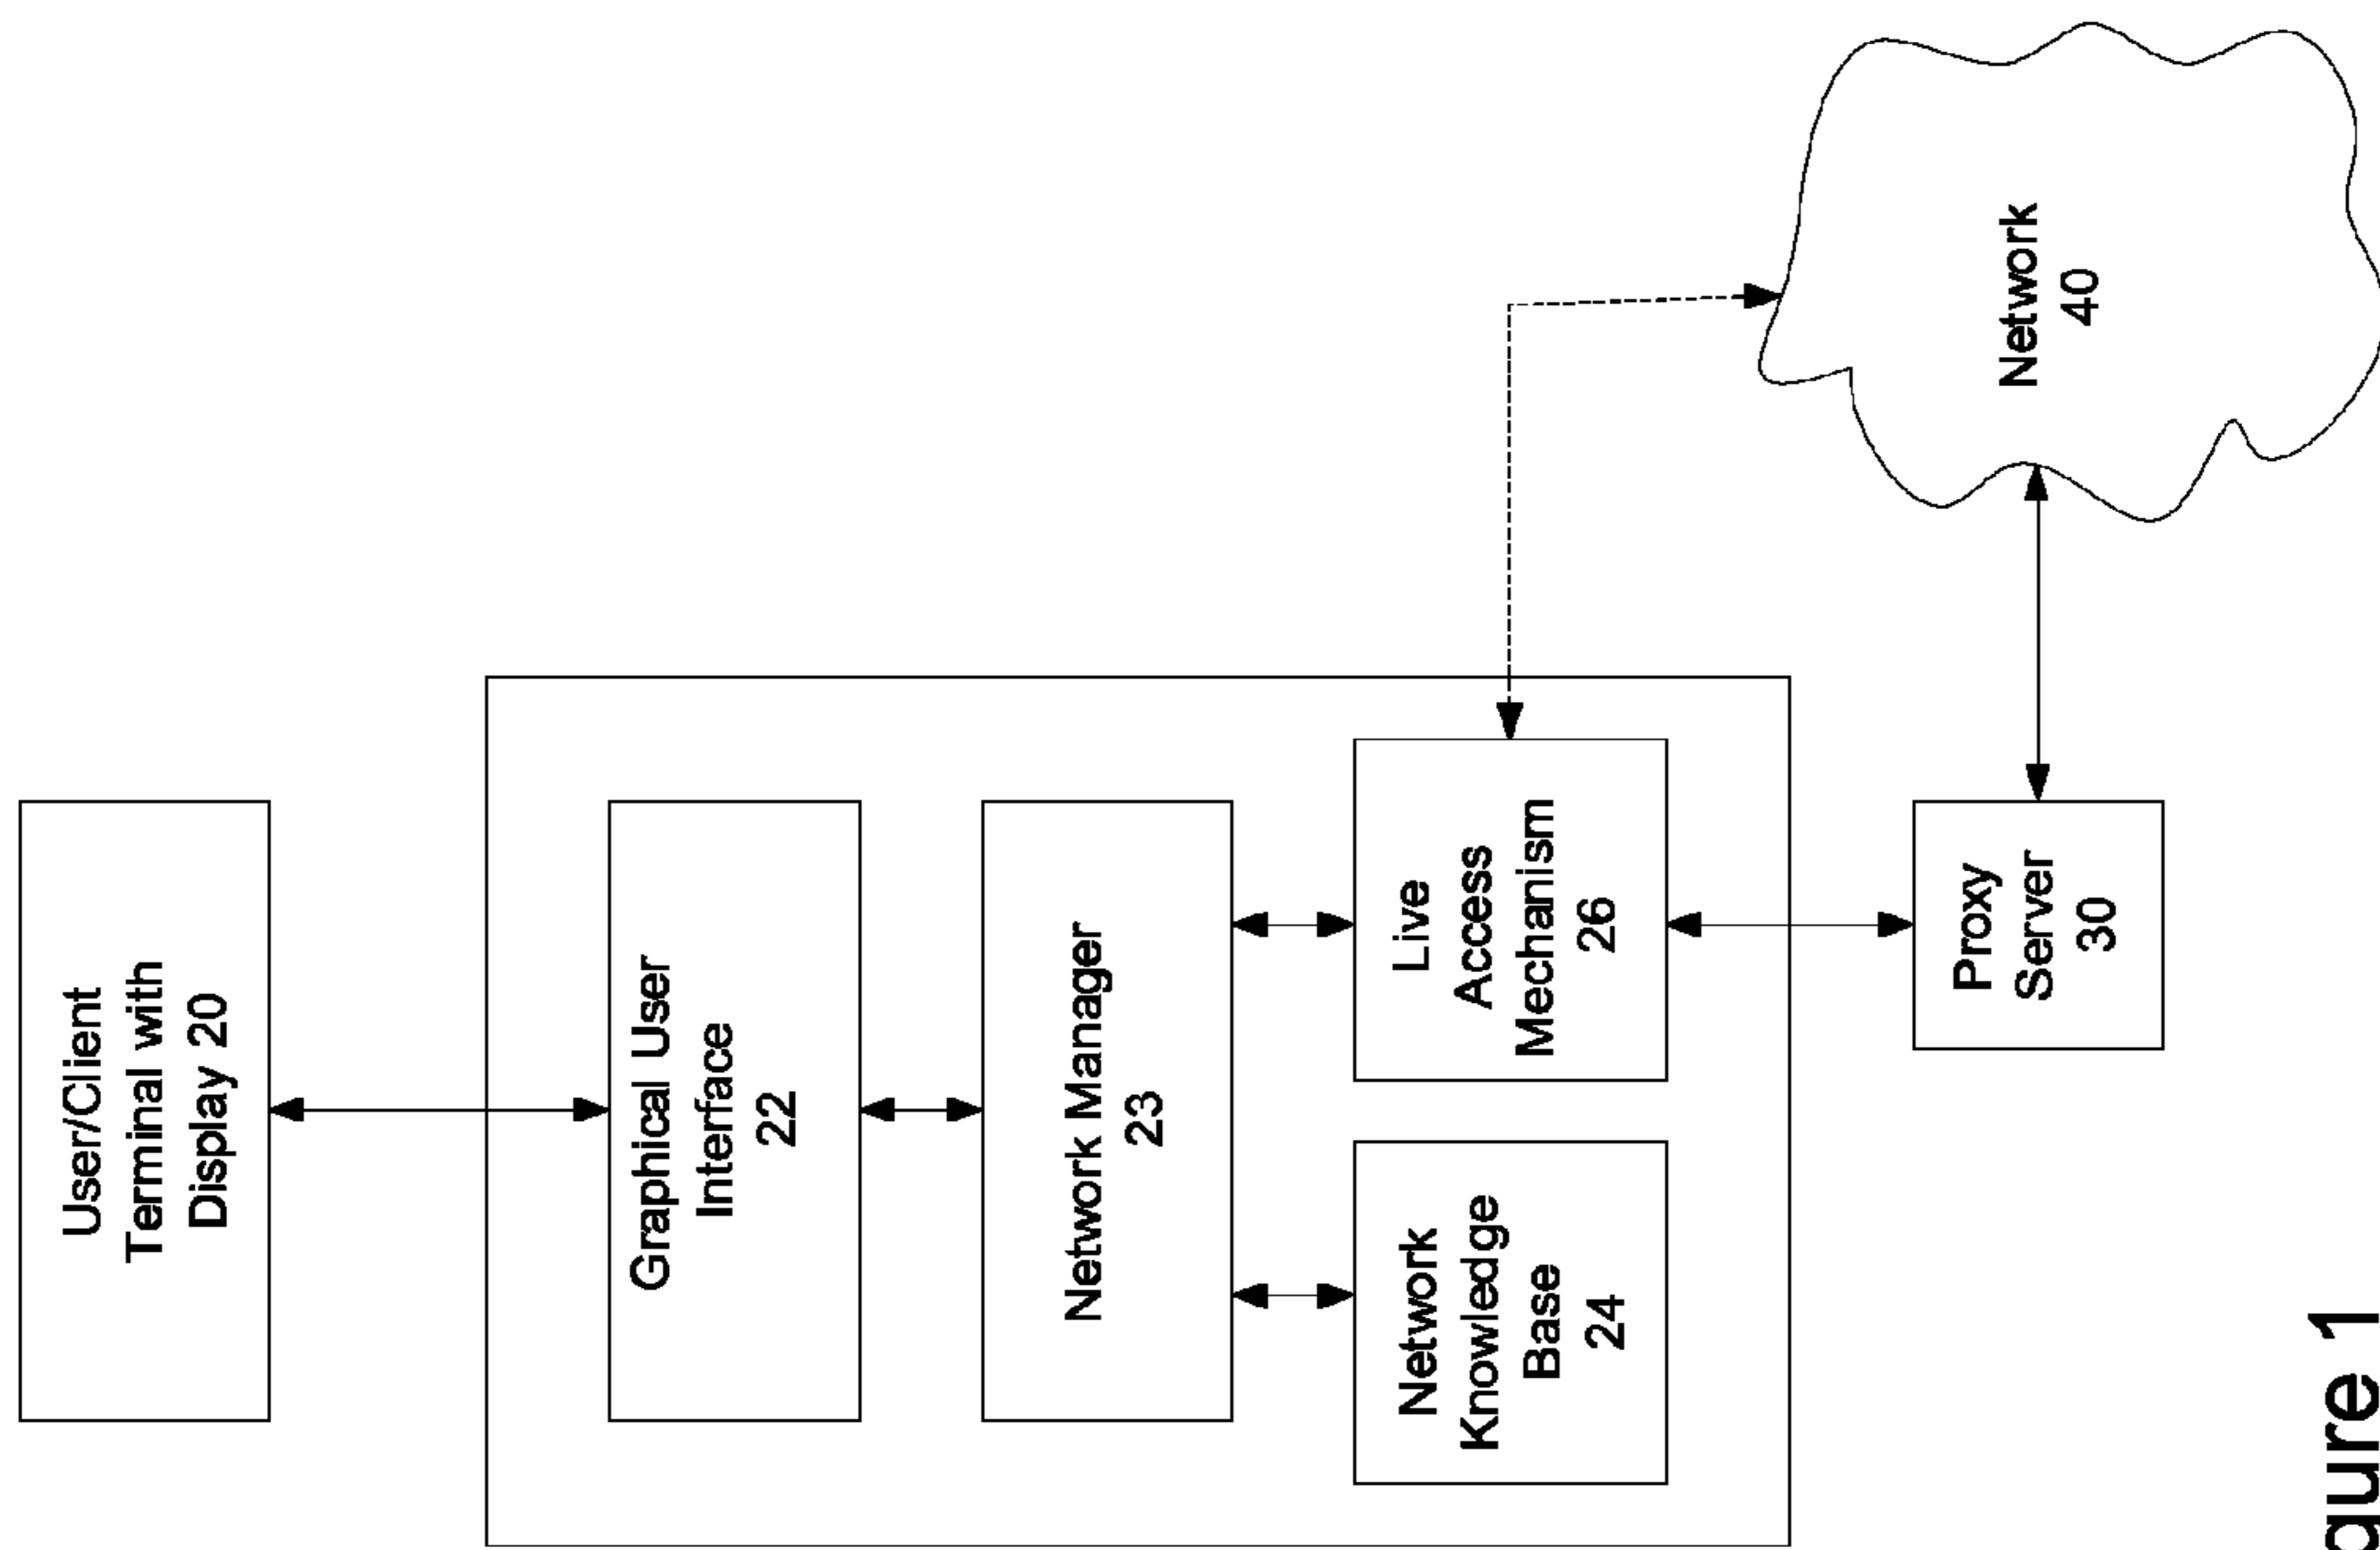 User/Client
Terminal with
Display 20
Graphical User
Interface
22
Network Manager
23
Network
Knowledge
Base
24
Live
Access
Mechanism
26
Proxy
Server
30
Network
40
gure 1